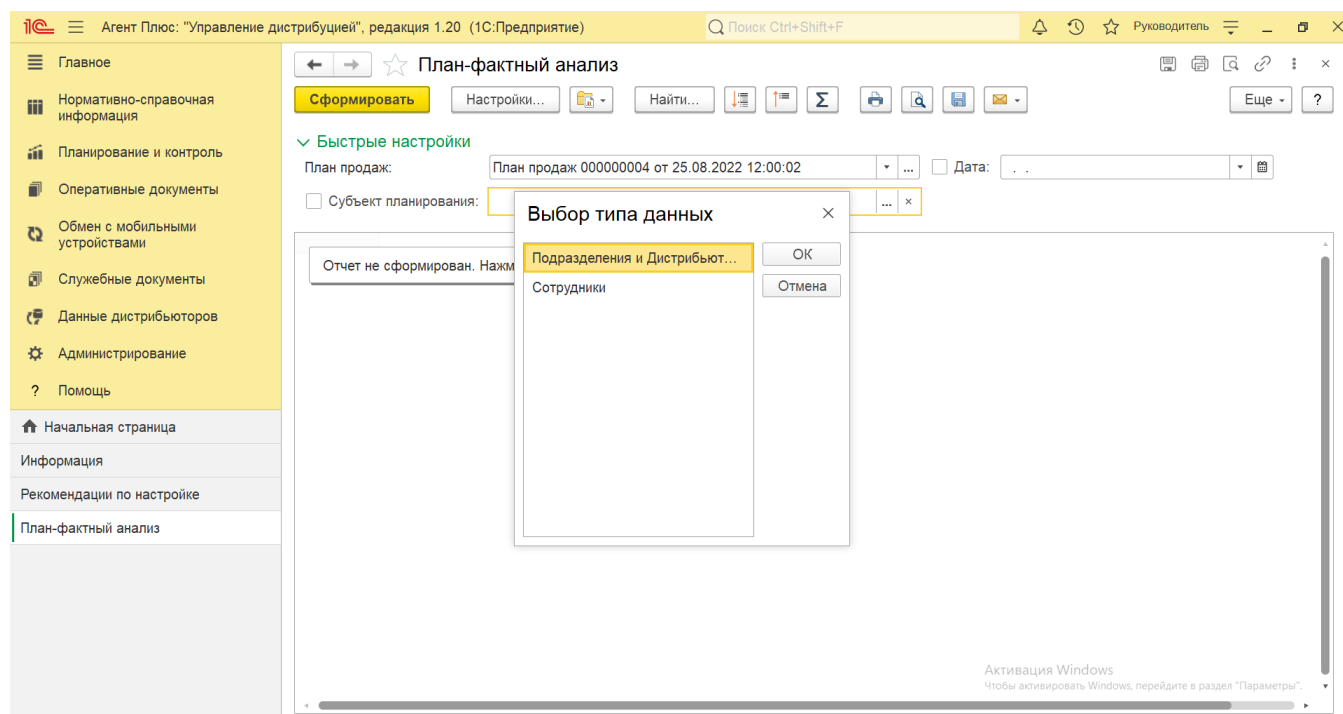 Агент Плюс: "Управление дистрибуцией", редакция 1.20 (1С:Предприятие)
Поиск Ctrl+Shift+F
Руководитель
Главное
Нормативно-справочная
информация
Планирование и контроль
Оперативные документы
Обмен с мобильными
устройствами
Служебные документы
Данные дистрибьюторов
Администрирование
? Помощь
Начальная страница
Информация
Рекомендации по настройке
План-фактный анализ
План-фактный анализ
Сформировать
Настройки...
Найти...
Еще
?
Быстрые настройки
План продаж:
План продаж 000000004 от 25.08.2022 12:00:02
...
Дата:
. .
Субъект планирования:
...
Отчет не сформирован. Нажм
Выбор типа данных
Подразделения и Дистрибьют...
Сотрудники
ОК
Отмена
Активация Windows
Чтобы активировать Windows, перейдите в раздел "Параметры".